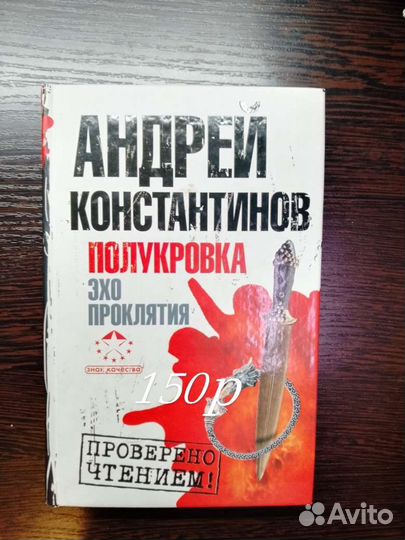 АНДРЕЙ
КОНСТАНТИНОВ
ПОЛУКРОВКА
ЭХО
ПРОКЛЯТИЯ
знак качества
150р
ПРОВЕРЕНО
ЧТЕНИЕМ!
Avito